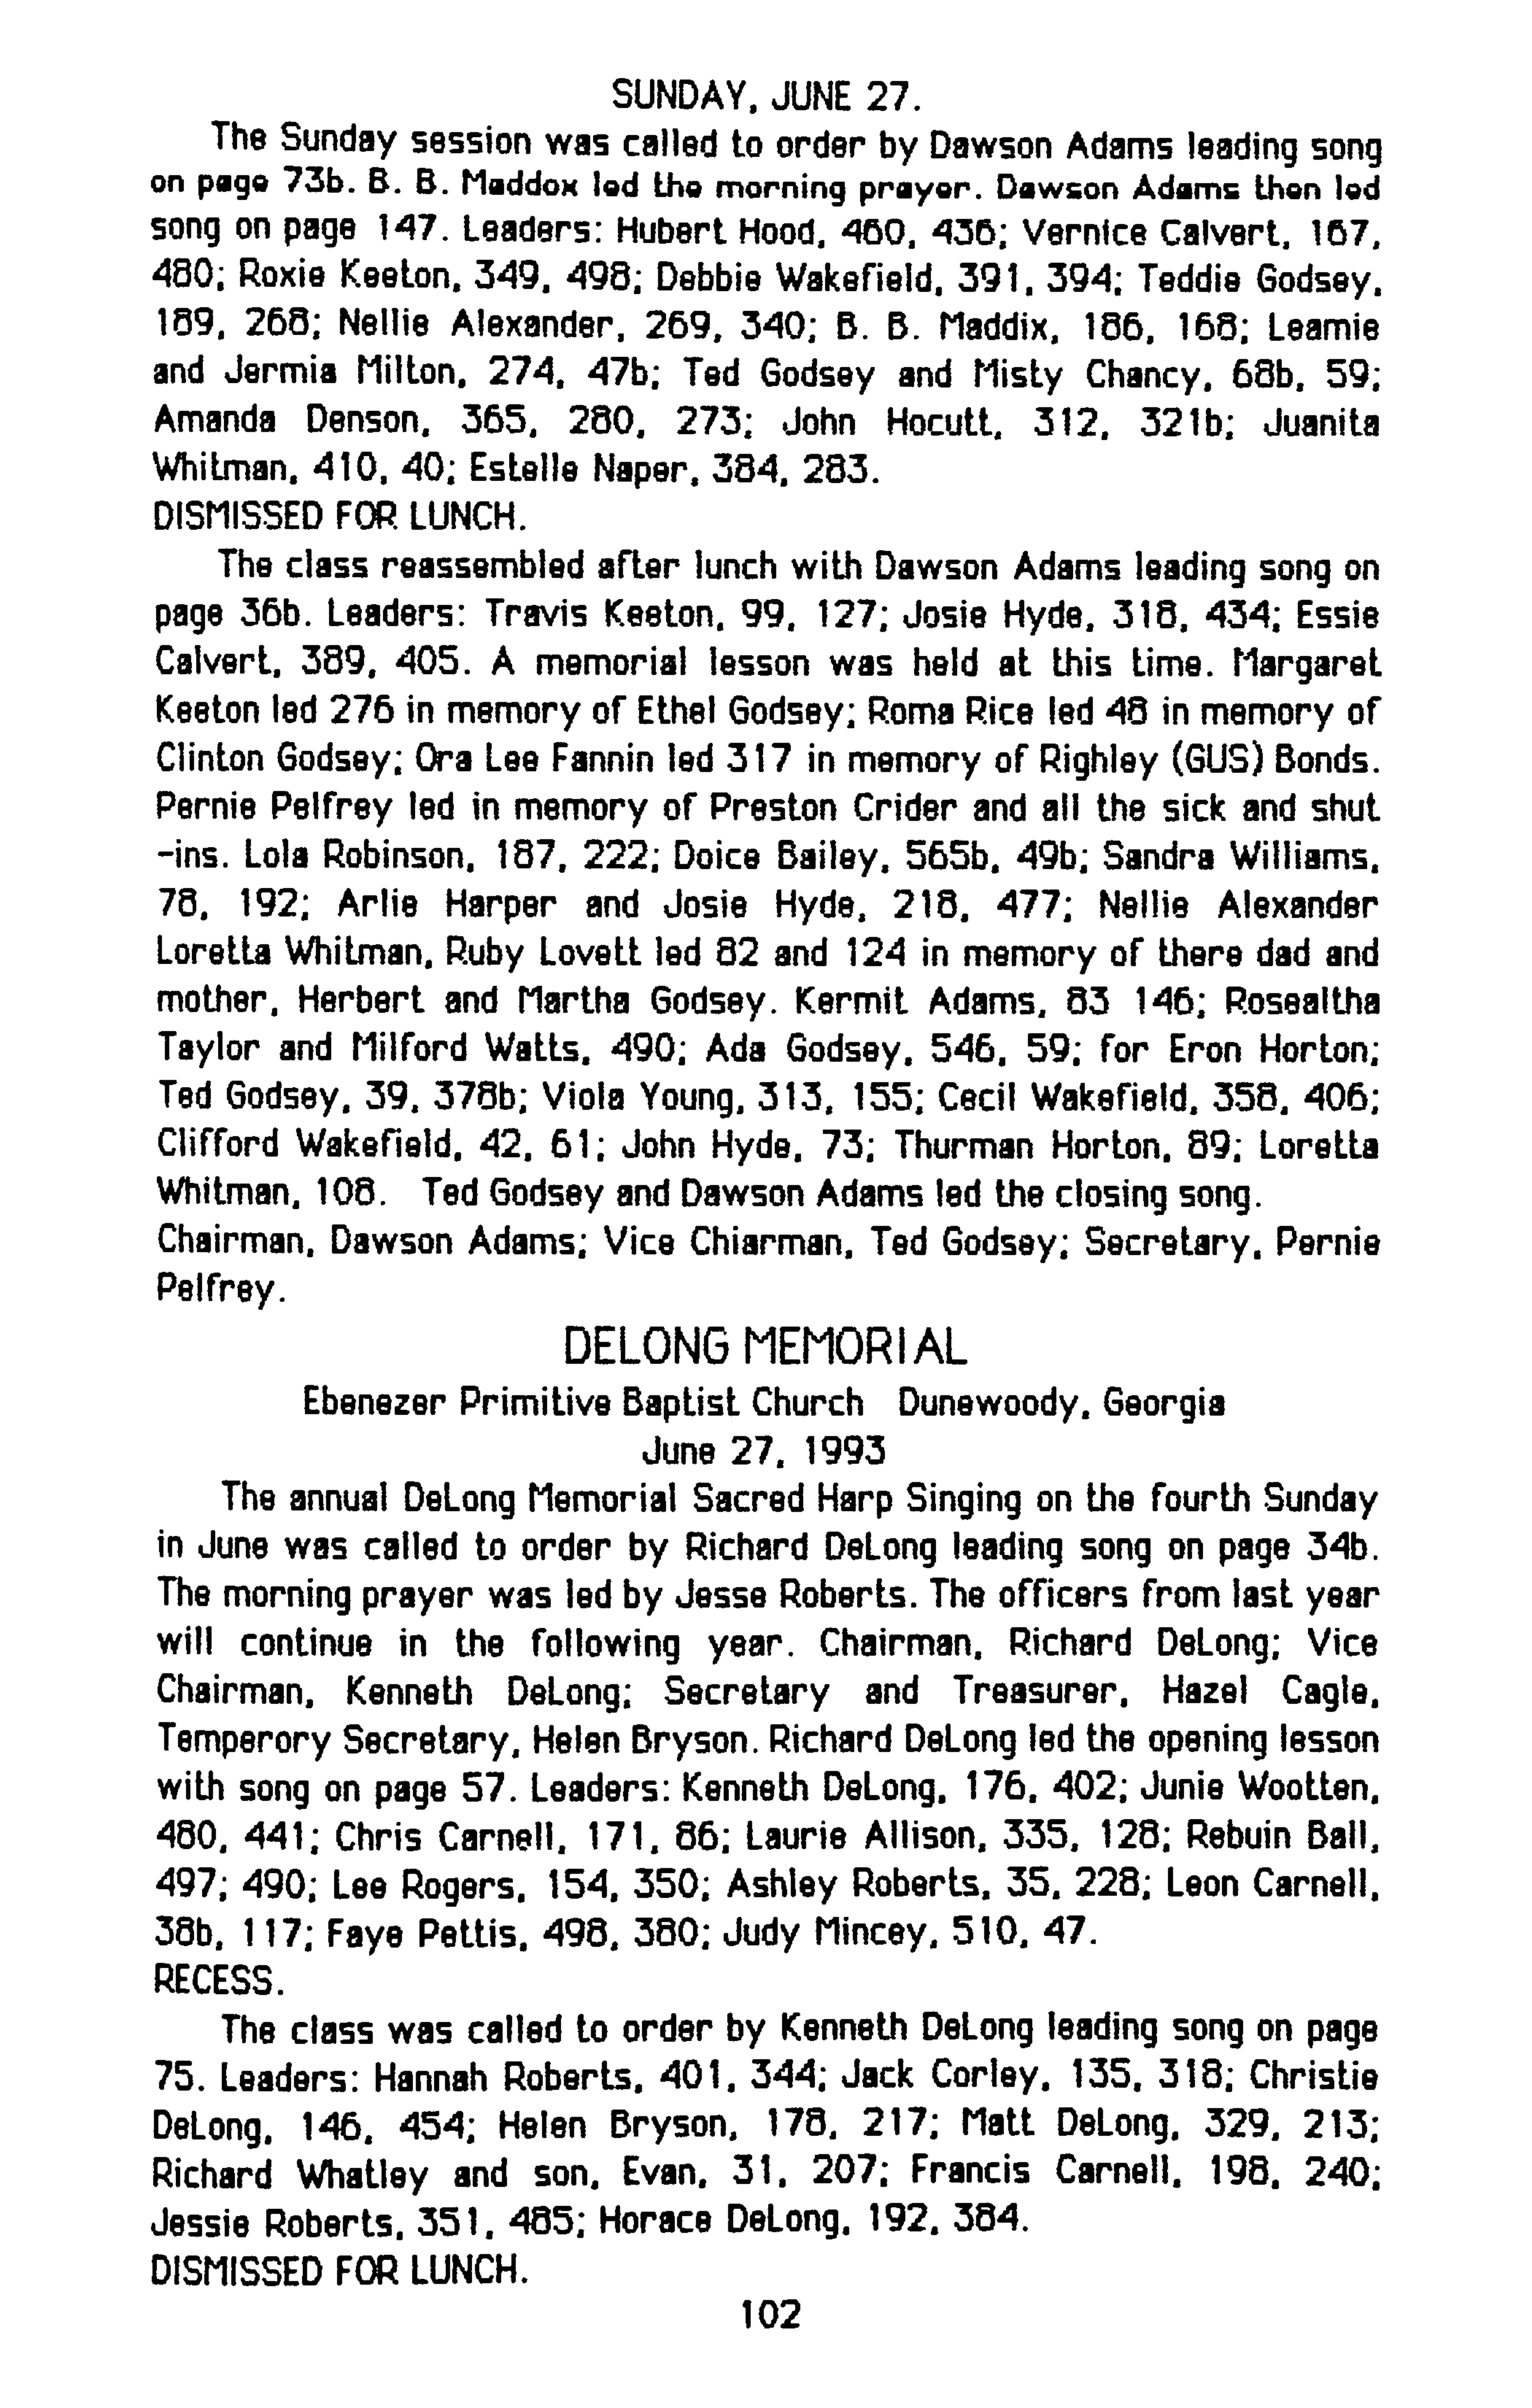 SUNDAY, JUNE 27.
The Sunday session was called to order by Dawson Adams leading song
on page 73b. B. B. Maddox led the morning prayer. Dawson Adams then led
song on page 147. Leaders: Hubert Hood, 460, 436; Vernice Calvert, 167,
480; Roxie Keeton, 349, 498; Debbie Wakefield, 391, 394; Teddie Godsey,
189, 268; Nellie Alexander, 269, 340; B. B. Maddix, 186, 168; Leamie
and Jermia Milton, 274, 47b; Ted Godsey and Misty Chancy, 68b, 59;
Amanda Denson, 365, 280, 273; John Hocutt, 312, 321b; Juanita
Whitman, 410, 40; Estelle Naper, 384, 283.
DISMISSED FOR LUNCH.
The class reassembled after lunch with Dawson Adams leading song on
page 36b. Leaders: Travis Keeton, 99, 127; Josie Hyde, 318, 434; Essie
Calvert, 389, 405. A memorial lesson was held at this time. Margaret
Keeton led 276 in memory of Ethel Godsey; Roma Rice led 48 in memory of
Clinton Godsey; Ora Lee Fannin led 317 in memory of Righley (GUS) Bonds.
Pernie Pelfrey led in memory of Preston Crider and all the sick and shut
-ins. Lola Robinson, 187, 222; Doice Bailey, 565b, 49b; Sandra Williams,
78, 192; Arlie Harper and Josie Hyde, 218, 477; Nellie Alexander
Loretta Whitman, Ruby Lovett led 82 and 124 in memory of there dad and
mother, Herbert and Martha Godsey. Kermit Adams, 83 146; Rosealtha
Taylor and Milford Watts, 490; Ada Godsey, 546, 59; for Eron Horton;
Ted Godsey, 39, 378b; Viola Young, 313, 155; Cecil Wakefield, 358, 406;
Clifford Wakefield, 42, 61; John Hyde, 73; Thurman Horton, 89; Loretta
Whitman, 108. Ted Godsey and Dawson Adams led the closing song.
Chairman, Dawson Adams; Vice Chiarman, Ted Godsey; Secretary, Pernie
Pelfrey.
DELONG MEMORIAL
Ebenezer Primitive Baptist Church Dunewoody, Georgia
June 27, 1993
The annual DeLong Memorial Sacred Harp Singing on the fourth Sunday
in June was called to order by Richard DeLong leading song on page 34b.
The morning prayer was led by Jesse Roberts. The officers from last year
will continue in the following year. Chairman, Richard DeLong; Vice
Chairman, Kenneth DeLong; Secretary and Treasurer, Hazel Cagle,
Temperory Secretary, Helen Bryson. Richard DeLong led the opening lesson
with song on page 57. Leaders: Kenneth DeLong, 176, 402; Junie Wootten,
480, 441; Chris Carnell, 171, 86; Laurie Allison, 335, 128; Rebuin Ball,
497; 490; Lee Rogers, 154, 350; Ashley Roberts, 35, 228; Leon Carnell,
38b, 117; Faye Pettis, 498, 380; Judy Mincey, 510, 47.
RECESS.
The class was called to order by Kenneth DeLong leading song on page
75. Leaders: Hannah Roberts, 401, 344; Jack Corley, 135, 318; Christie
DeLong, 146, 454; Helen Bryson, 178, 217; Matt DeLong, 329, 213;
Richard Whatley and son, Evan, 31, 207; Francis Carnell, 198, 240;
Jessie Roberts, 351, 485; Horace DeLong, 192, 384.
DISMISSED FOR LUNCH.
102